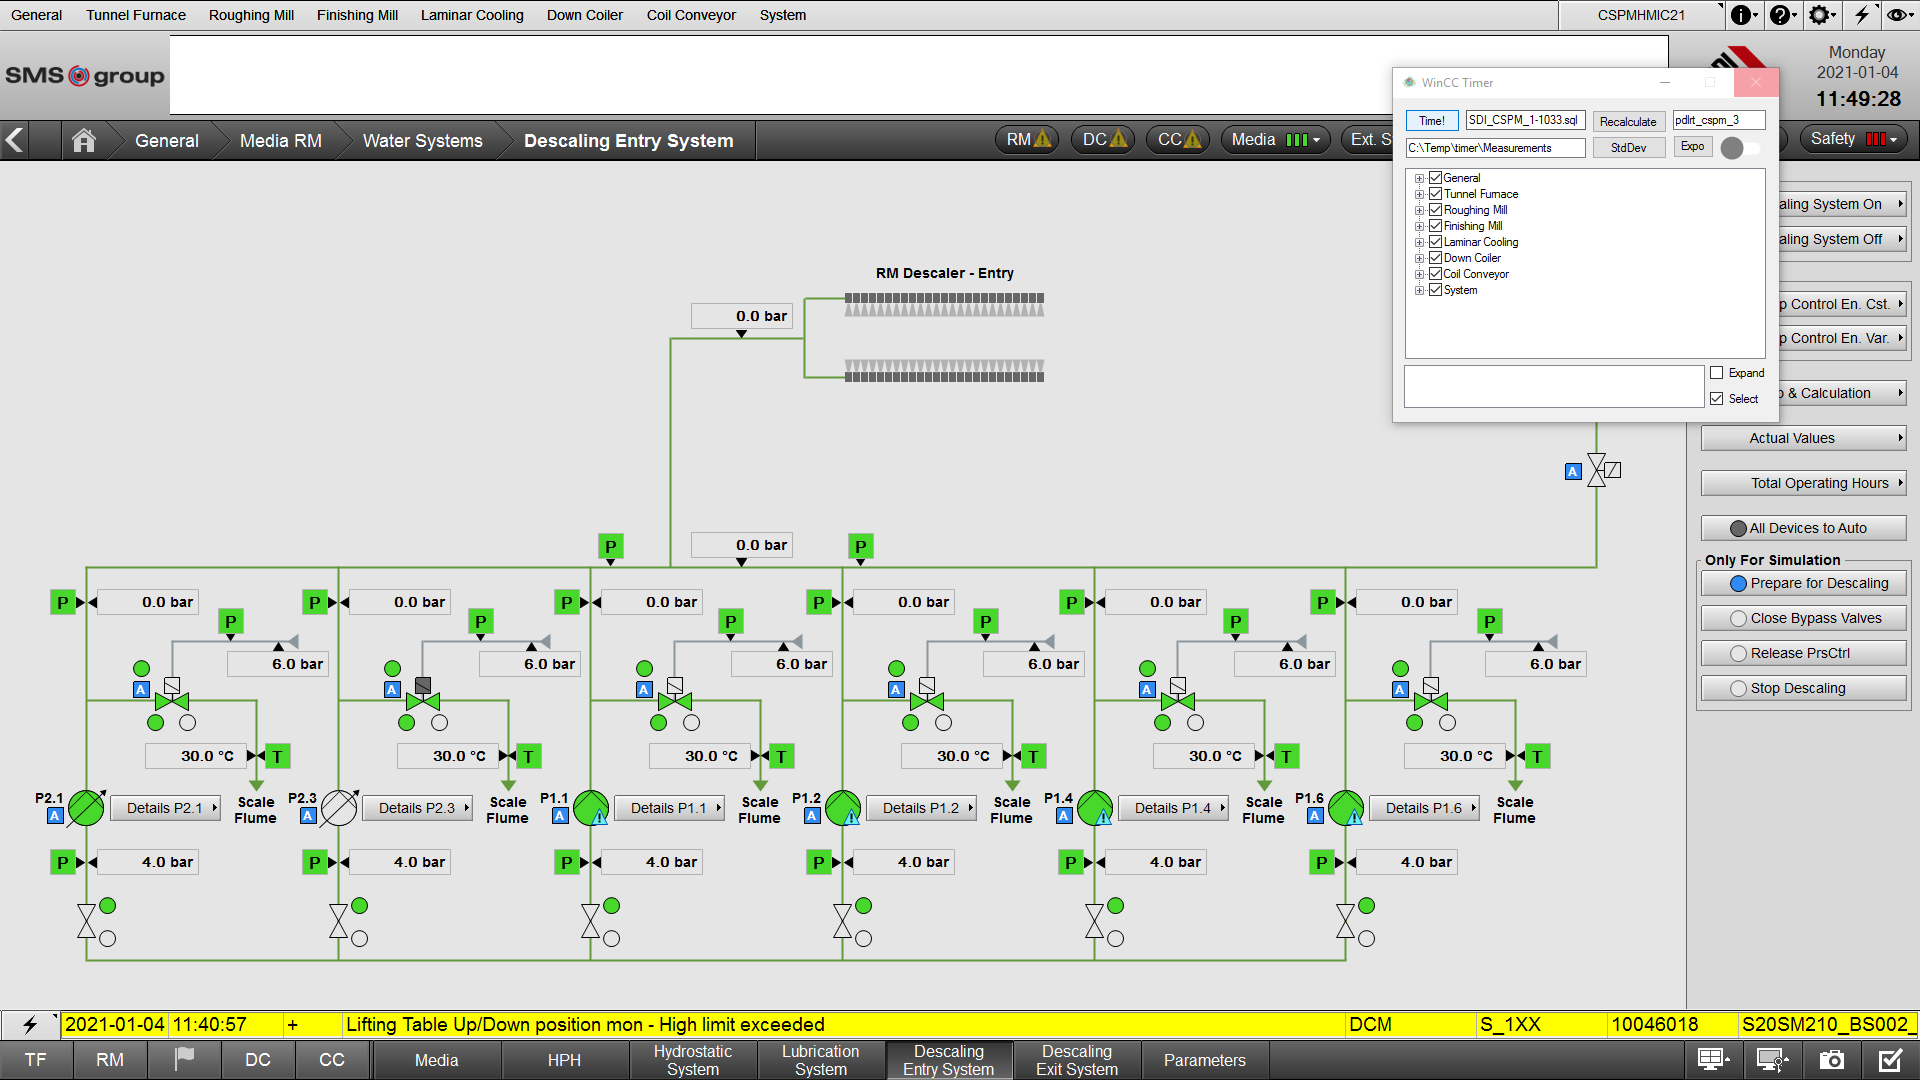 General Tunnel Furnace Roughing Mill Finishing Mill Laminar Cooling Down Coiler Coil Conveyor System CSPMHMIC21
SMS group
Monday
2021-01-04
11:49:28
General Media RM Water Systems Descaling Entry System RM DC CC Media Ext. S Safety
WinCC Timer
Time! SDI_CSPM_1-1033.sql Recalculate pdlrt_cspm_3
C:\Temp\timer\Measurements StdDev Expo
General
Tunnel Furnace
Roughing Mill
Finishing Mill
Laminar Cooling
Down Coiler
Coil Conveyor
System
Expand
Select
aling System On
aling System Off
p Control En. Cst.
p Control En. Var.
& Calculation
Actual Values
Total Operating Hours
All Devices to Auto
Only For Simulation
Prepare for Descaling
Close Bypass Valves
Release PrsCtrl
Stop Descaling
RM Descaler - Entry
0.0 bar
A
P 0.0 bar P
P 0.0 bar P 0.0 bar P 0.0 bar P 0.0 bar P 0.0 bar P 0.0 bar
P P P P P P
6.0 bar 6.0 bar 6.0 bar 6.0 bar 6.0 bar 6.0 bar
A A A A A A
30.0 °C T 30.0 °C T 30.0 °C T 30.0 °C T 30.0 °C T 30.0 °C T
P2.1 A Details P2.1 Scale Flume P2.3 A Details P2.3 Scale Flume P1.1 A Details P1.1 Scale Flume P1.2 A Details P1.2 Scale Flume P1.4 A Details P1.4 Scale Flume P1.6 A Details P1.6 Scale Flume
P 4.0 bar P 4.0 bar P 4.0 bar P 4.0 bar P 4.0 bar P 4.0 bar
2021-01-04 11:40:57 + Lifting Table Up/Down position mon - High limit exceeded DCM S_1XX 10046018 S20SM210_BS002_
TF RM DC CC Media HPH Hydrostatic System Lubrication System Descaling Entry System Descaling Exit System Parameters